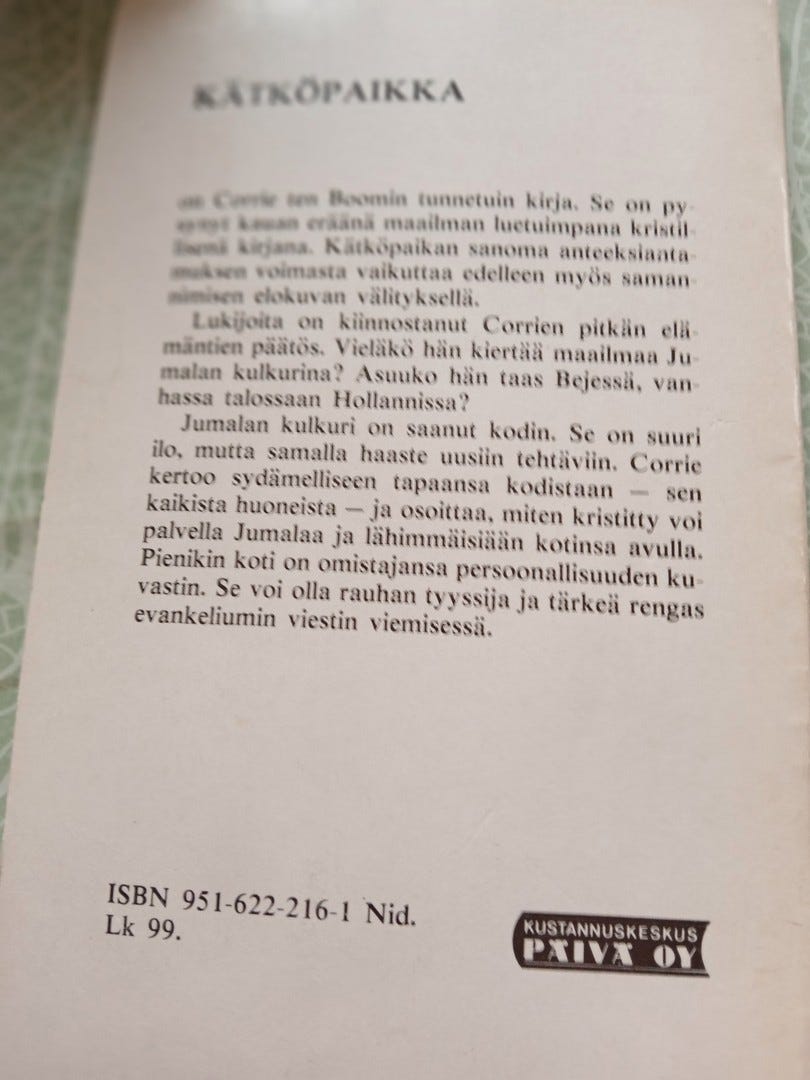 KÄTKÖPAIKKA
on Corrie ten Boomin tunnetuin kirja. Se on py-
synyt kauan eräänä maailman luetuimpana kristil-
lisenä kirjana. Kätköpaikan sanoma anteeksianta-
muksen voimasta vaikuttaa edelleen myös saman-
nimisen elokuvan välityksellä.
Lukijoita on kiinnostanut Corrien pitkän elä-
mäntien päätös. Vieläkö hän kiertää maailmaa Ju-
malan kulkurina? Asuuko hän taas Bejessä, van-
hassa talossaan Hollannissa?
Jumalan kulkuri on saanut kodin. Se on suuri
ilo, mutta samalla haaste uusiin tehtäviin. Corrie
kertoo sydämelliseen tapaansa kodistaan — sen
kaikista huoneista — ja osoittaa, miten kristitty voi
palvella Jumalaa ja lähimmäisiään kotinsa avulla.
Pienikin koti on omistajansa persoonallisuuden ku-
vastin. Se voi olla rauhan tyyssija ja tärkeä rengas
evankeliumin viestin viemisessä.
ISBN 951-622-216-1 Nid.
Lk 99.
KUSTANNUSKESKUS
PÄIVÄ OY